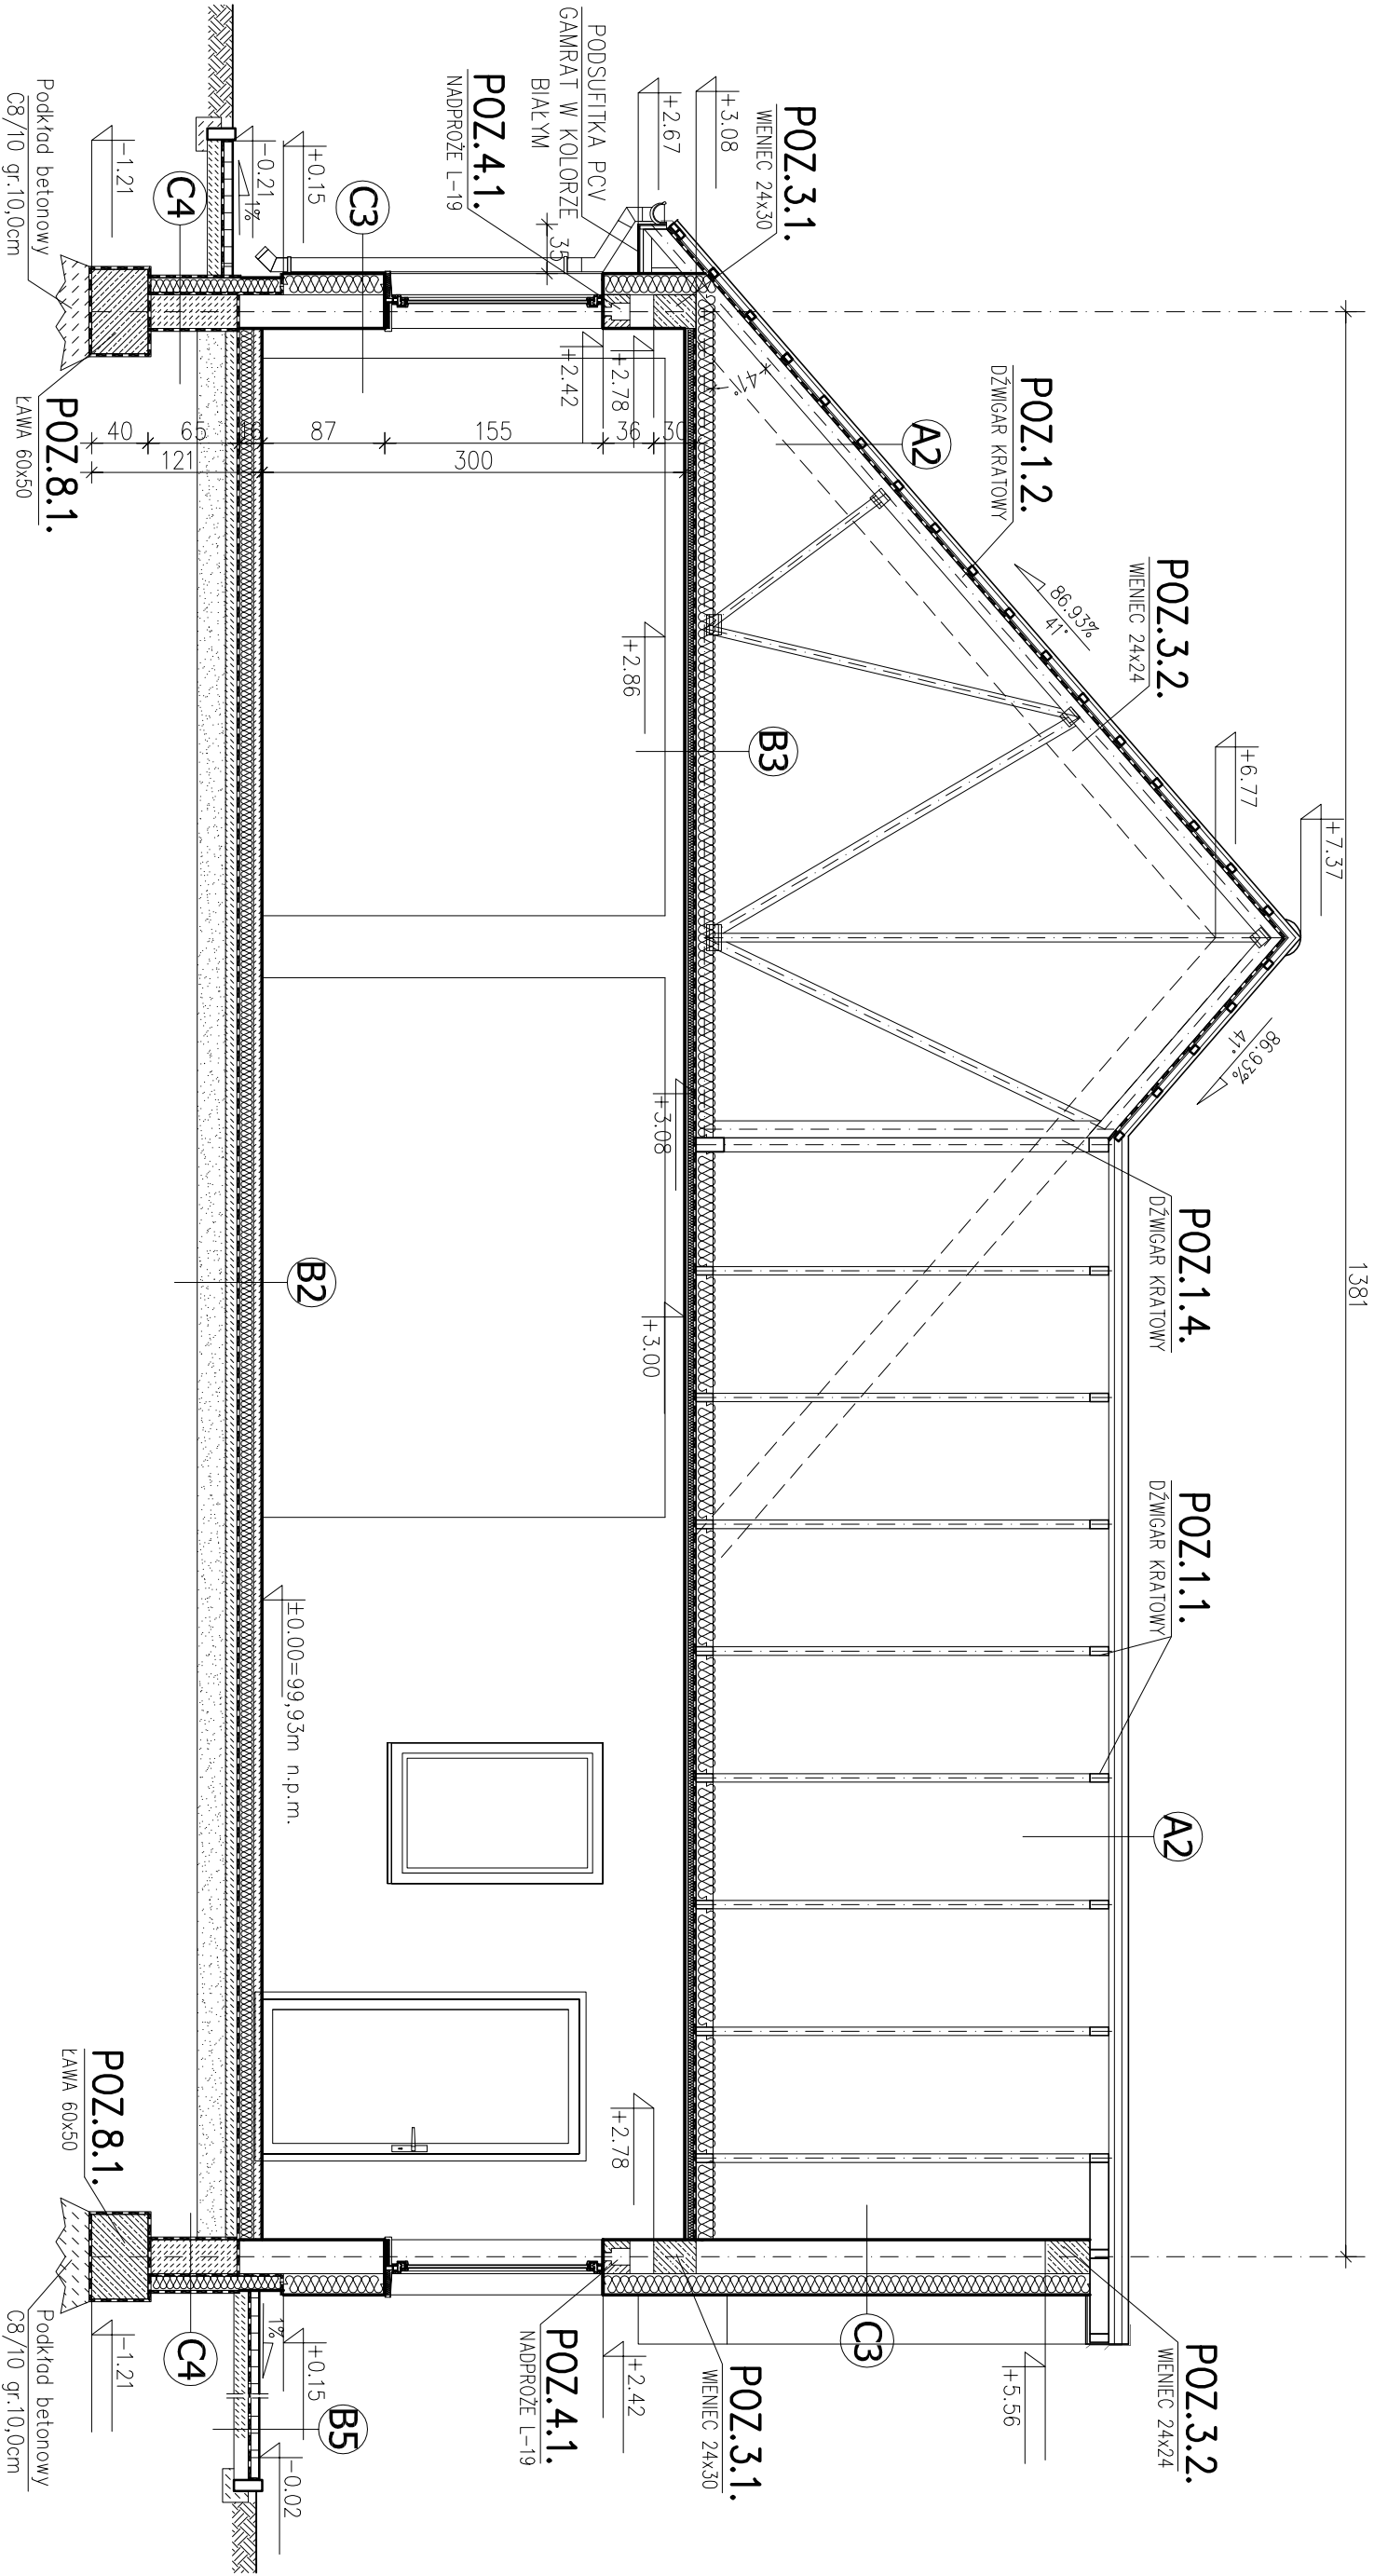 1381
+7.37
+6.77
86.93%
41°
86.93%
41°
POZ.3.2.
WIENIEC 24x24
POZ.1.2.
DŹWIGAR KRATOWY
POZ.1.4.
DŹWIGAR KRATOWY
POZ.1.1.
DŹWIGAR KRATOWY
POZ.3.2.
WIENIEC 24x24
A2
A2
+5.56
41°
POZ.3.1.
WIENIEC 24x30
+3.08
+2.67
PODSUFITKA PCV
GAMRAT W KOLORZE
BIAŁYM
POZ.4.1.
NADPROŻE L-19
35
B3
C3
POZ.3.1.
WIENIEC 24x30
30
36
155
87
65
40
300
121
+2.78
+2.42
+2.86
+3.08
+3.00
+2.78
+2.42
POZ.4.1.
NADPROŻE L-19
C3
+0.15
-0.21
1%
C4
-1.21
Podkład betonowy
C8/10 gr.10,0cm
POZ.8.1.
ŁAWA 60x50
B2
±0.00=99,93m n.p.m.
B5
+0.15
-0.02
1%
C4
-1.21
POZ.8.1.
ŁAWA 60x50
Podkład betonowy
C8/10 gr.10,0cm